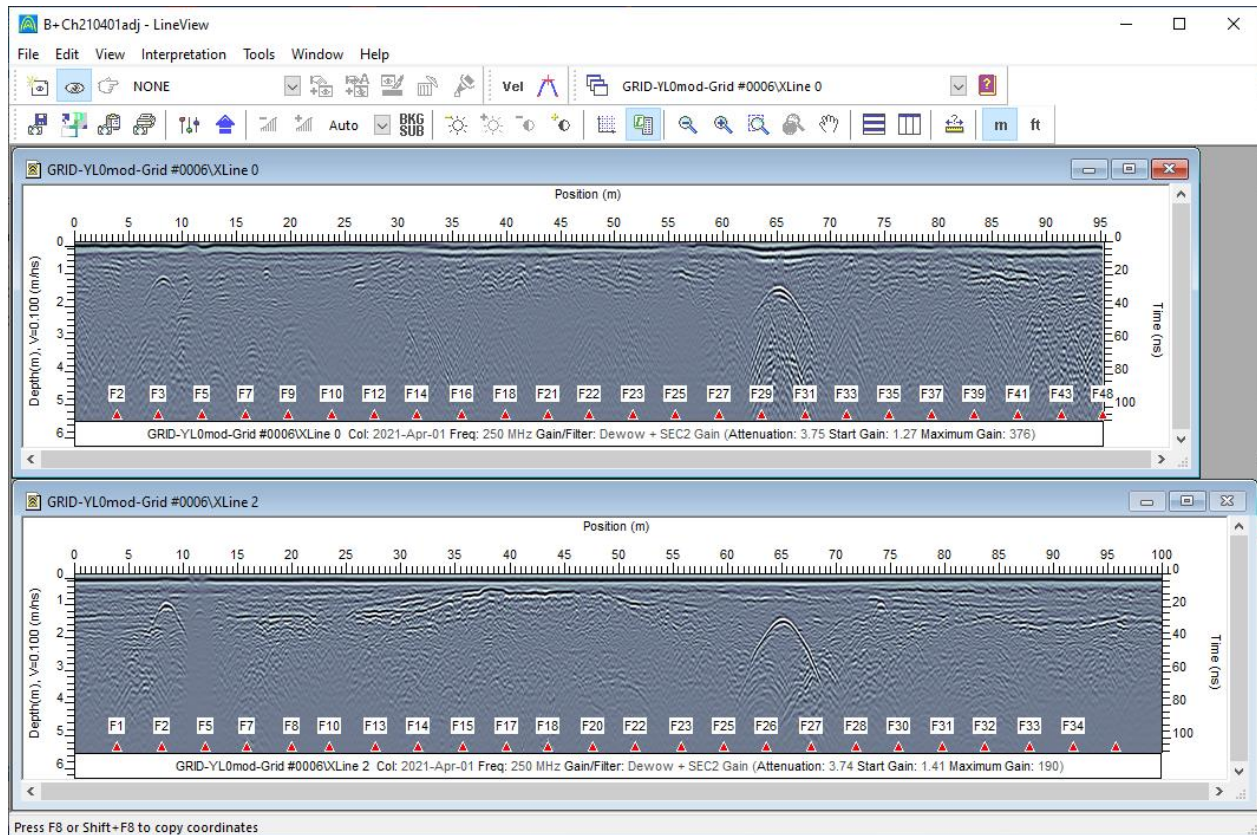 B+Ch210401adj - LineView
File Edit View Interpretation Tools Window Help
NONE Vel GRID-YL0mod-Grid #0006\XLine 0
Auto BKG SUB m ft
GRID-YL0mod-Grid #0006\XLine 0
Position (m)
0 5 10 15 20 25 30 35 40 45 50 55 60 65 70 75 80 85 90 95
Depth(m), V=0.100 (m/ns)
0 1 2 3 4 5 6
0 20 40 60 80 100
Time (ns)
F2 F3 F5 F7 F9 F10 F12 F14 F16 F18 F21 F22 F23 F25 F27 F29 F31 F33 F35 F37 F39 F41 F43 F48
GRID-YL0mod-Grid #0006\XLine 0 Col: 2021-Apr-01 Freq: 250 MHz Gain/Filter: Dewow + SEC2 Gain (Attenuation: 3.75 Start Gain: 1.27 Maximum Gain: 376)
GRID-YL0mod-Grid #0006\XLine 2
Position (m)
0 5 10 15 20 25 30 35 40 45 50 55 60 65 70 75 80 85 90 95 100
Depth(m), V=0.100 (m/ns)
0 1 2 3 4 5 6
0 20 40 60 80 100
Time (ns)
F1 F2 F5 F7 F8 F10 F13 F14 F15 F17 F18 F20 F22 F23 F25 F26 F27 F28 F30 F31 F32 F33 F34
GRID-YL0mod-Grid #0006\XLine 2 Col: 2021-Apr-01 Freq: 250 MHz Gain/Filter: Dewow + SEC2 Gain (Attenuation: 3.74 Start Gain: 1.41 Maximum Gain: 190)
Press F8 or Shift+F8 to copy coordinates